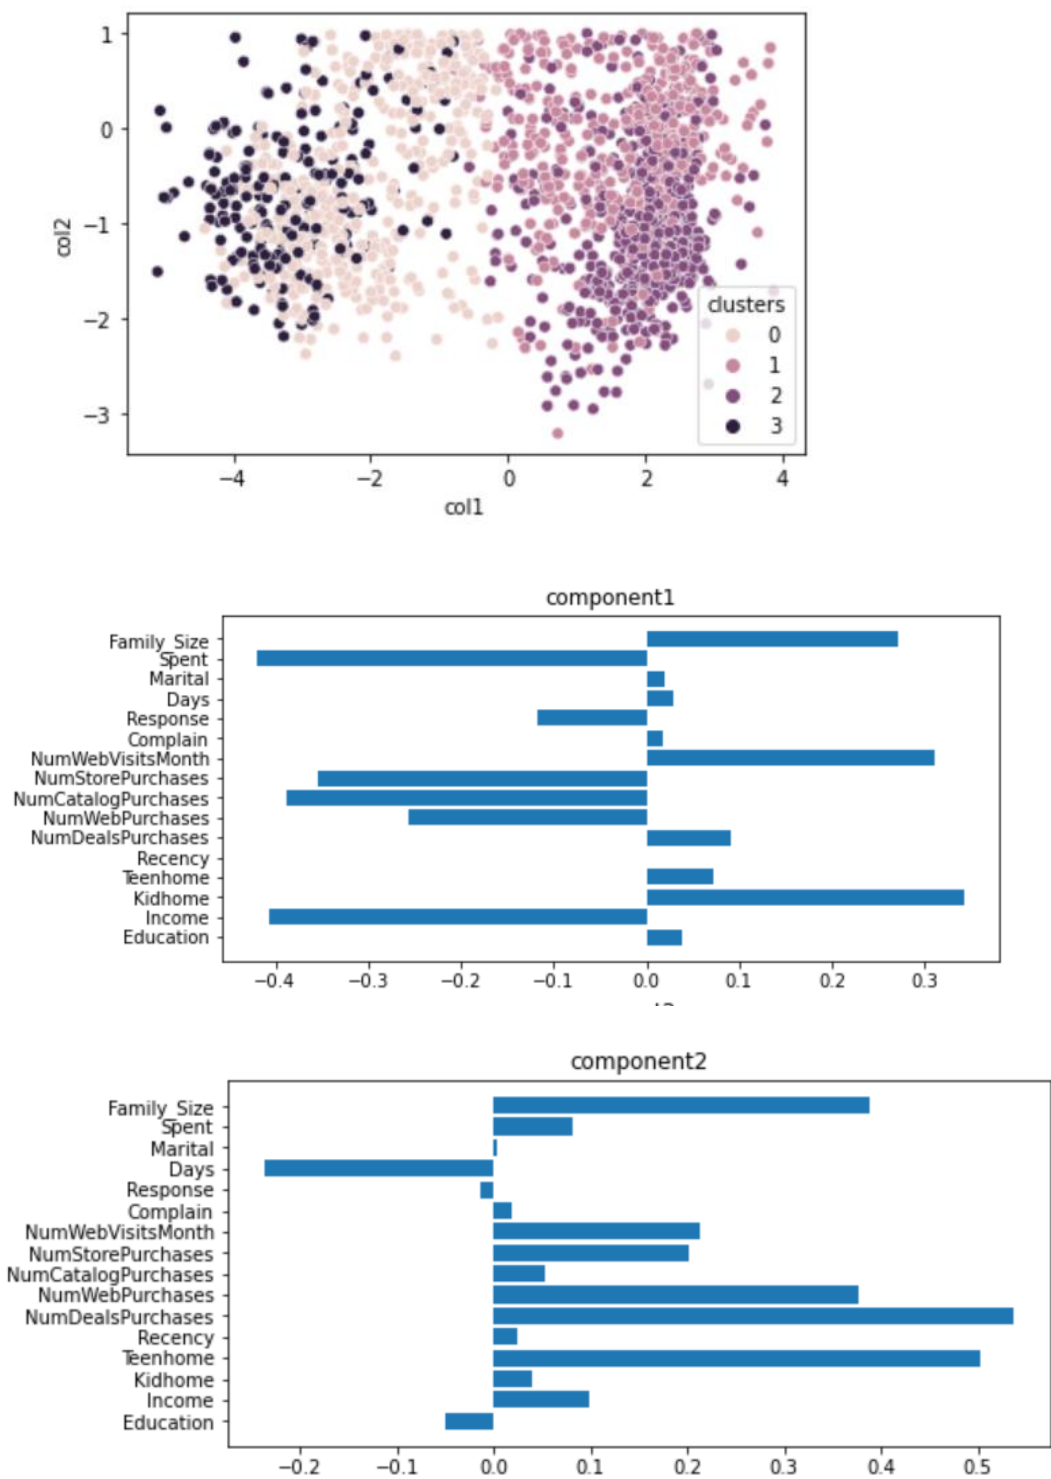 1
0
−1
−2
−3
col2
clusters
0
1
2
3
−4
−2
0
2
4
col1
component1
Family_Size
Spent
Marital
Days
Response
Complain
NumWebVisitsMonth
NumStorePurchases
NumCatalogPurchases
NumWebPurchases
NumDealsPurchases
Recency
Teenhome
Kidhome
Income
Education
−0.4
−0.3
−0.2
−0.1
0.0
0.1
0.2
0.3
component2
Family_Size
Spent
Marital
Days
Response
Complain
NumWebVisitsMonth
NumStorePurchases
NumCatalogPurchases
NumWebPurchases
NumDealsPurchases
Recency
Teenhome
Kidhome
Income
Education
−0.2
−0.1
0.0
0.1
0.2
0.3
0.4
0.5